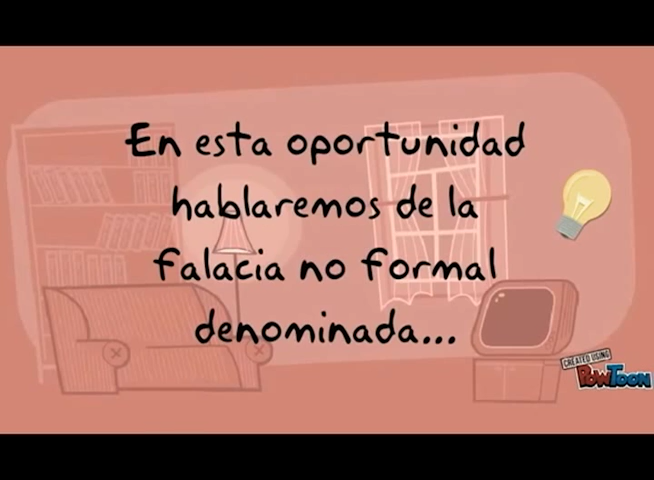 En esta oportunidad
hablaremos de la
falacia no formal
denominada...
CREATED USING
POWTOON